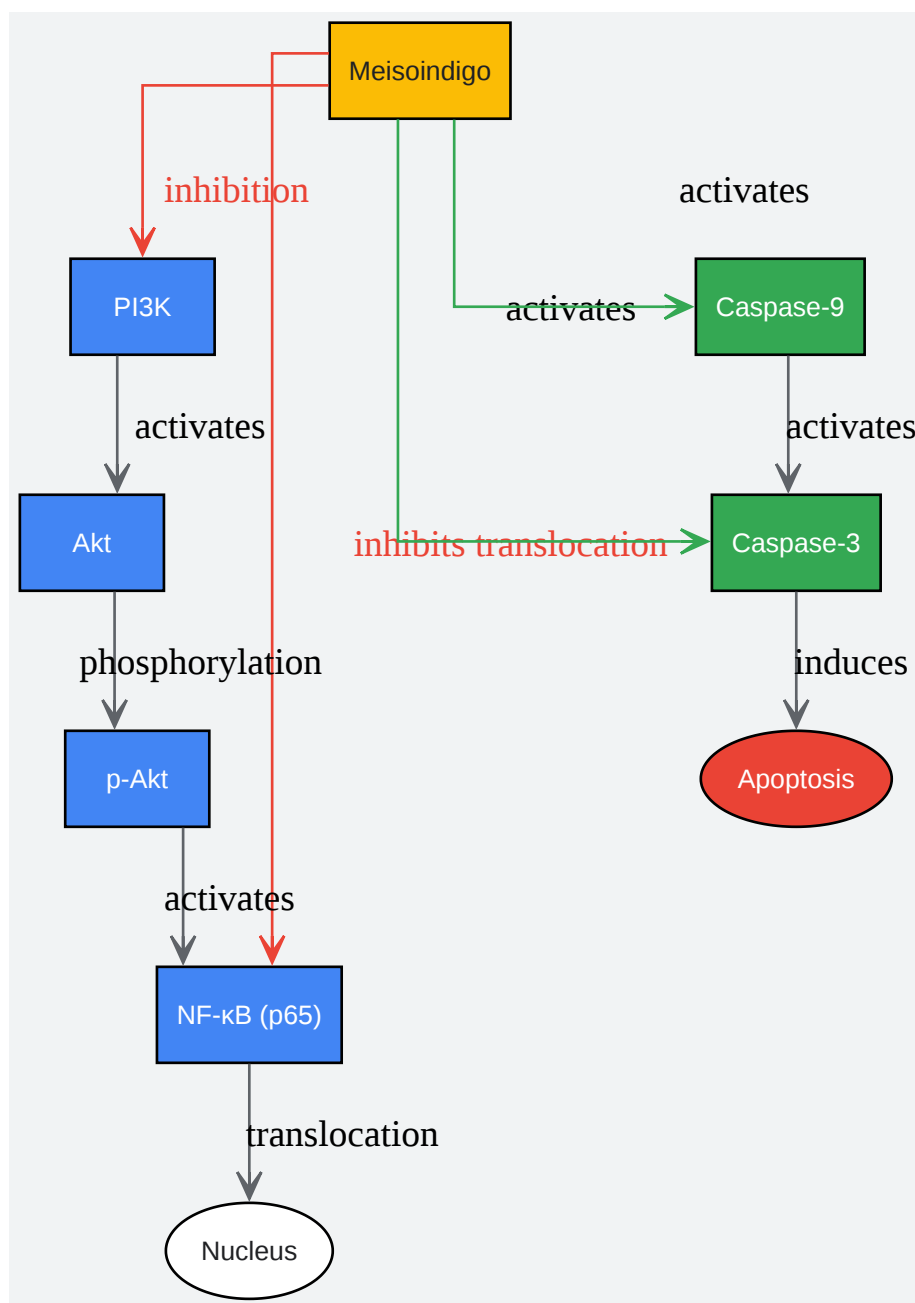 Meisoindigo
inhibition
activates
PI3K
activates
Caspase-9
activates
activates
Akt
inhibits translocation
Caspase-3
phosphorylation
induces
p-Akt
Apoptosis
activates
NF-κB (p65)
translocation
Nucleus